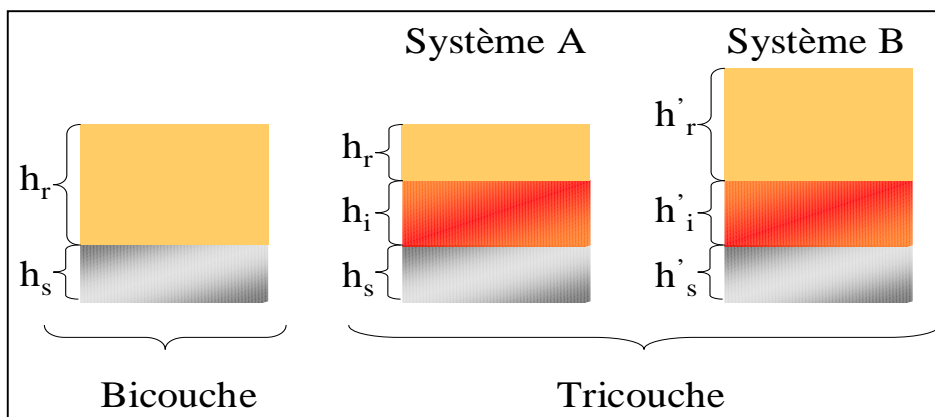 Système A
Système B
h'r
hr
hr
hi
h'i
hs
hs
h's
Bicouche
Tricouche